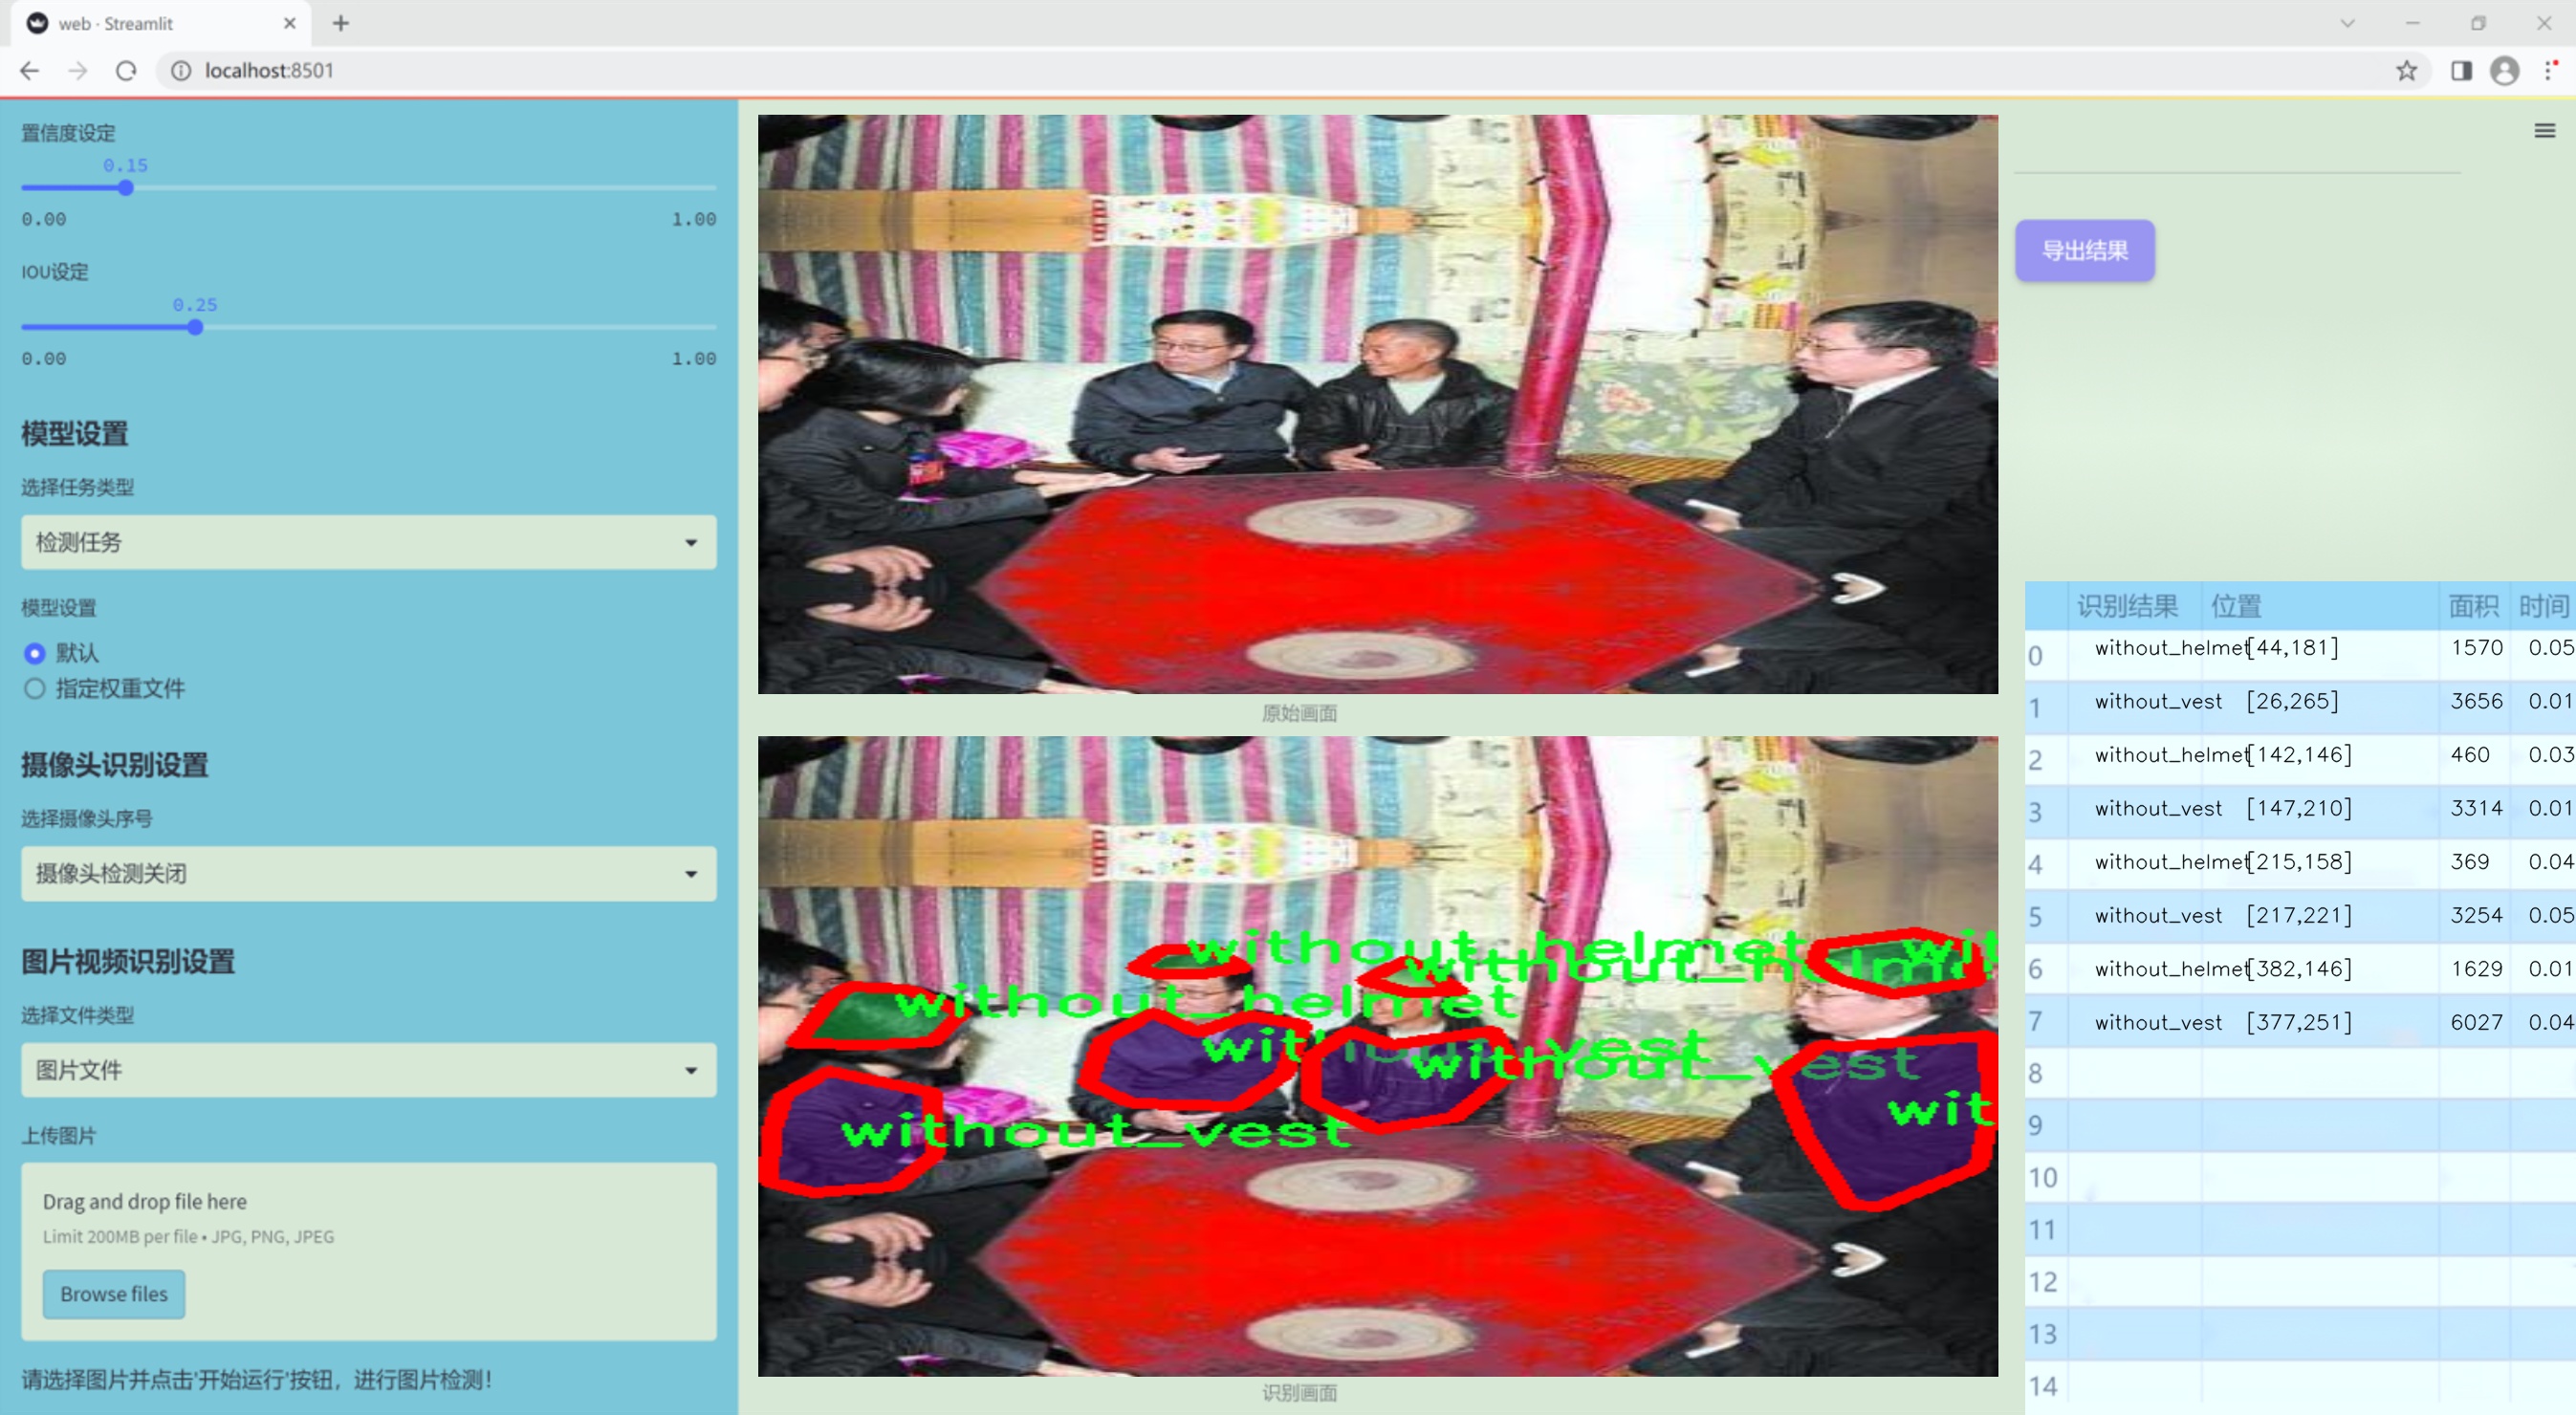 web · Streamlit
localhost:8501
置信度设定
0.15
0.00 1.00
IOU设定
0.25
0.00 1.00
模型设置
选择任务类型
检测任务
模型设置
默认
指定权重文件
摄像头识别设置
选择摄像头序号
摄像头检测关闭
图片视频识别设置
选择文件类型
图片文件
上传图片
Drag and drop file here
Limit 200MB per file • JPG, PNG, JPEG
Browse files
请选择图片并点击'开始运行'按钮，进行图片检测！
原始画面
without_helmet
without_helmet
wit
without_helmet
without_vest
without_vest
wit
without_vest
识别画面
导出结果
识别结果 位置 面积 时间
0 without_helmet [44,181] 1570 0.05
1 without_vest [26,265] 3656 0.01
2 without_helmet [142,146] 460 0.03
3 without_vest [147,210] 3314 0.01
4 without_helmet [215,158] 369 0.04
5 without_vest [217,221] 3254 0.05
6 without_helmet [382,146] 1629 0.01
7 without_vest [377,251] 6027 0.04
8
9
10
11
12
13
14